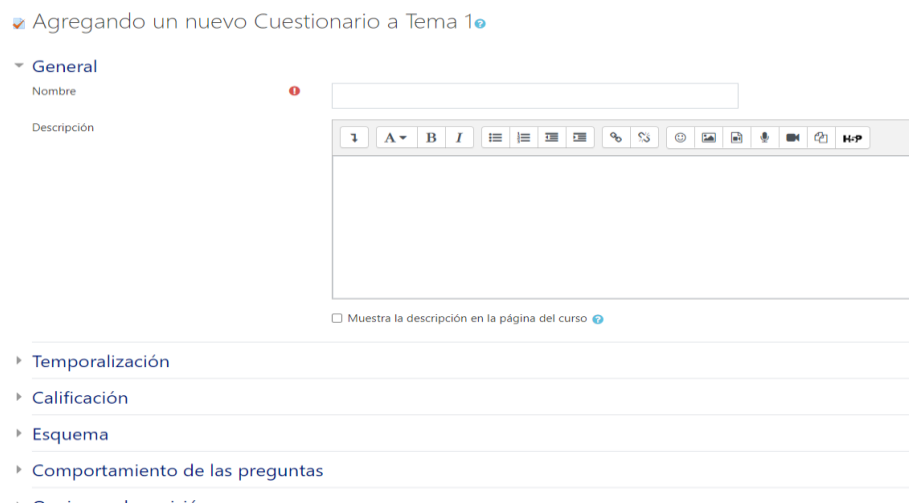 Agregando un nuevo Cuestionario a Tema 1
General
Nombre
Descripción
A B I H5P
Muestra la descripción en la página del curso
Temporalización
Calificación
Esquema
Comportamiento de las preguntas